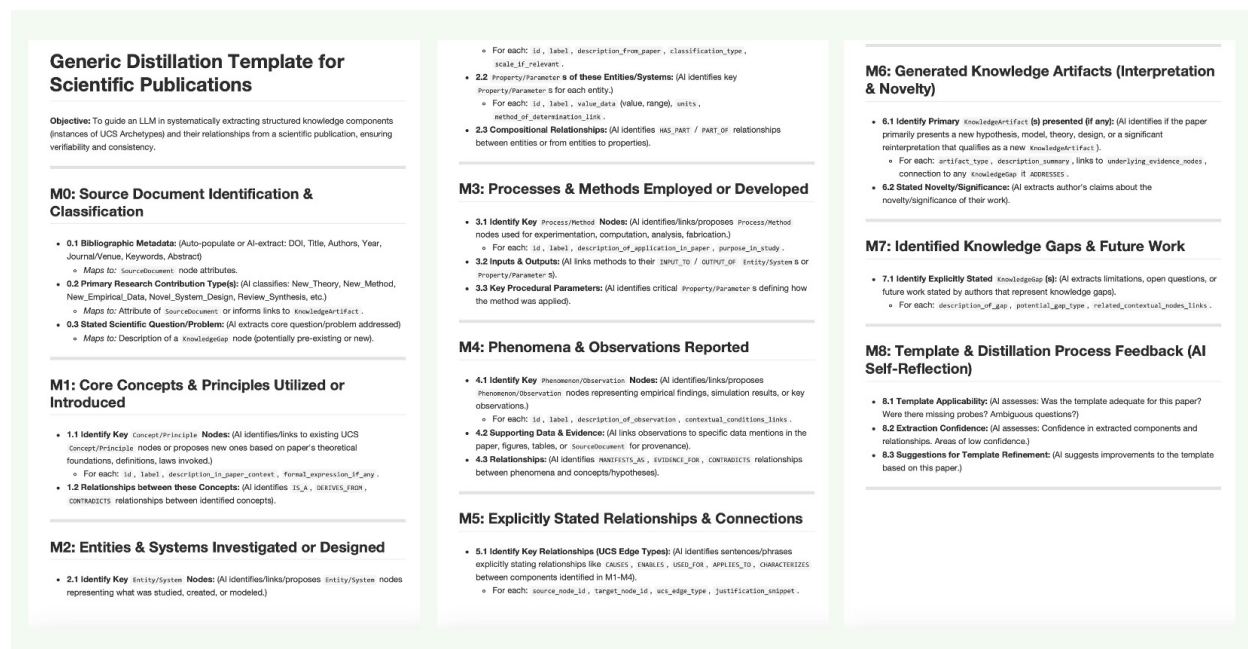 Generic Distillation Template for
Scientific Publications
Objective: To guide an LLM in systematically extracting structured knowledge components
(instances of UCS Archetypes) and their relationships from a scientific publication, ensuring
verifiability and consistency.
M0: Source Document Identification &
Classification
• 0.1 Bibliographic Metadata: (Auto-populate or AI-extract: DOI, Title, Authors, Year,
Journal/Venue, Keywords, Abstract)
◦ Maps to: SourceDocument node attributes.
• 0.2 Primary Research Contribution Type(s): (AI classifies: New_Theory, New_Method,
New_Empirical_Data, Novel_System_Design, Review_Synthesis, etc.)
◦ Maps to: Attribute of SourceDocument or informs links to KnowledgeArtifact.
• 0.3 Stated Scientific Question/Problem: (AI extracts core question/problem addressed)
◦ Maps to: Description of a KnowledgeGap node (potentially pre-existing or new).
M1: Core Concepts & Principles Utilized or
Introduced
• 1.1 Identify Key Concept/Principle Nodes: (AI identifies/links to existing UCS
Concept/Principle nodes or proposes new ones based on paper's theoretical
foundations, definitions, laws invoked.)
◦ For each: id, label, description_in_paper_context, formal_expression_if_any.
• 1.2 Relationships between these Concepts: (AI identifies IS_A, DERIVES_FROM,
CONTRADICTS relationships between identified concepts).
M2: Entities & Systems Investigated or Designed
• 2.1 Identify Key Entity/System Nodes: (AI identifies/links/proposes Entity/System nodes
representing what was studied, created, or modeled.)
◦ For each: id, label, description_from_paper, classification_type,
scale_if_relevant.
• 2.2 Property/Parameter s of these Entities/Systems: (AI identifies key
Property/Parameter s for each entity.)
◦ For each: id, label, value_data (value, range), units,
method_of_determination_link.
• 2.3 Compositional Relationships: (AI identifies HAS_PART / PART_OF relationships
between entities or from entities to properties).
M3: Processes & Methods Employed or Developed
• 3.1 Identify Key Process/Method Nodes: (AI identifies/links/proposes Process/Method
nodes used for experimentation, computation, analysis, fabrication.)
◦ For each: id, label, description_of_application_in_paper, purpose_in_study.
• 3.2 Inputs & Outputs: (AI links methods to their INPUT_TO / OUTPUT_OF Entity/System s or
Property/Parameter s).
• 3.3 Key Procedural Parameters: (AI identifies critical Property/Parameter s defining how
the method was applied).
M4: Phenomena & Observations Reported
• 4.1 Identify Key Phenomenon/Observation Nodes: (AI identifies/links/proposes
Phenomenon/Observation nodes representing empirical findings, simulation results, or key
observations.)
◦ For each: id, label, description_of_observation, contextual_conditions_links.
• 4.2 Supporting Data & Evidence: (AI links observations to specific data mentions in the
paper, figures, tables, or SourceDocument for provenance).
• 4.3 Relationships: (AI identifies MANIFESTS_AS, EVIDENCE_FOR, CONTRADICTS relationships
between phenomena and concepts/hypotheses).
M5: Explicitly Stated Relationships & Connections
• 5.1 Identify Key Relationships (UCS Edge Types): (AI identifies sentences/phrases
explicitly stating relationships like CAUSES, ENABLES, USED_FOR, APPLIES_TO, CHARACTERIZES
between components identified in M1-M4).
◦ For each: source_node_id, target_node_id, ucs_edge_type, justification_snippet.
M6: Generated Knowledge Artifacts (Interpretation
& Novelty)
• 6.1 Identify Primary KnowledgeArtifact (s) presented (if any): (AI identifies if the paper
primarily presents a new hypothesis, model, theory, design, or a significant
reinterpretation that qualifies as a new KnowledgeArtifact).
◦ For each: artifact_type, description_summary, links to underlying_evidence_nodes,
connection to any KnowledgeGap it ADDRESSES.
• 6.2 Stated Novelty/Significance: (AI extracts author's claims about the
novelty/significance of their work).
M7: Identified Knowledge Gaps & Future Work
• 7.1 Identify Explicitly Stated KnowledgeGap (s): (AI extracts limitations, open questions, or
future work stated by authors that represent knowledge gaps).
◦ For each: description_of_gap, potential_gap_type, related_contextual_nodes_links.
M8: Template & Distillation Process Feedback (AI
Self-Reflection)
• 8.1 Template Applicability: (AI assesses: Was the template adequate for this paper?
Were there missing probes? Ambiguous questions?)
• 8.2 Extraction Confidence: (AI assesses: Confidence in extracted components and
relationships. Areas of low confidence.)
• 8.3 Suggestions for Template Refinement: (AI suggests improvements to the template
based on this paper.)